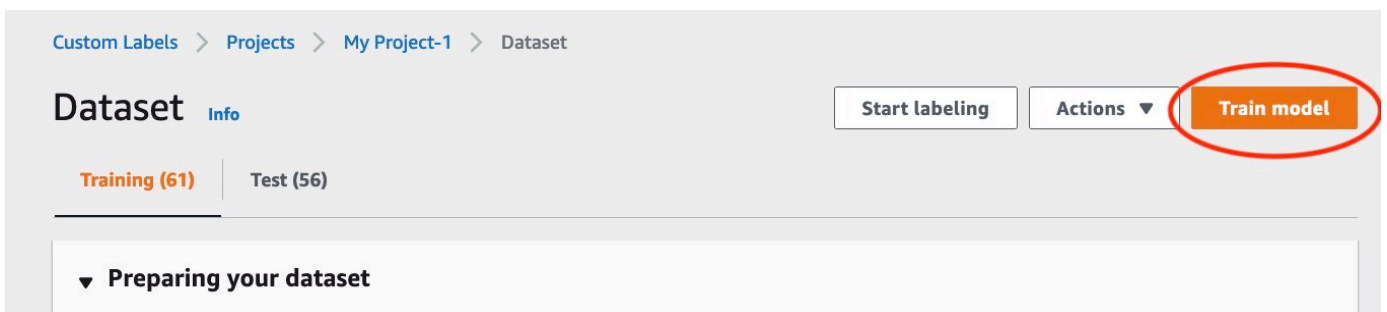 Custom Labels > Projects > My Project-1 > Dataset
Dataset Info
Start labeling Actions ▼ Train model
Training (61) Test (56)
▼ Preparing your dataset